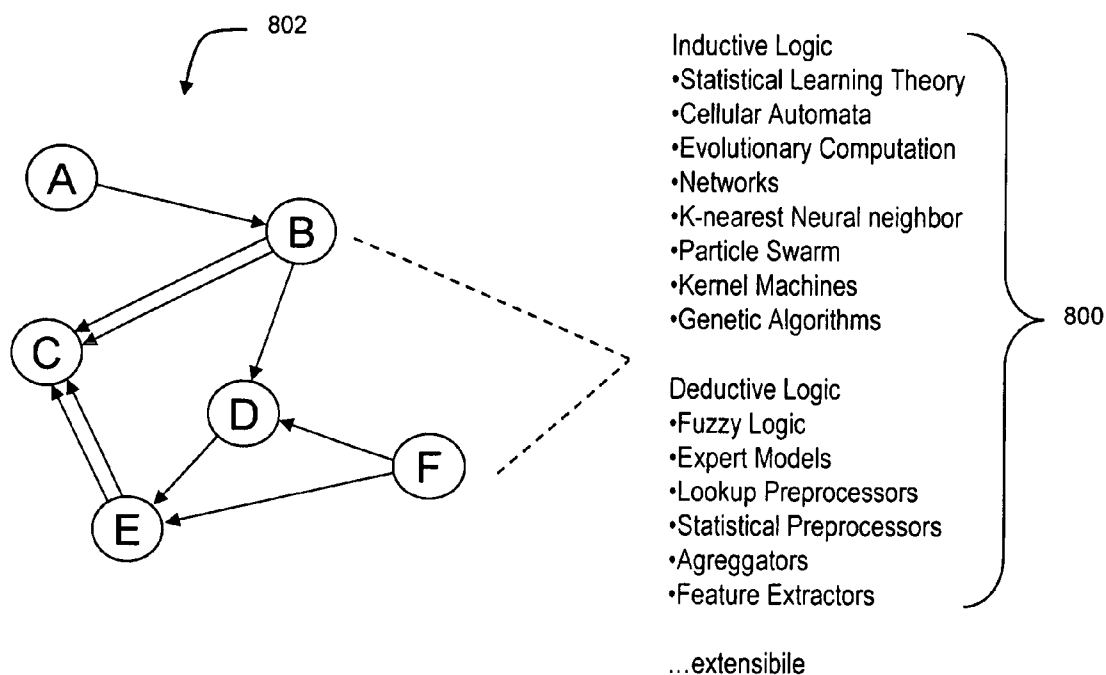 802
A
B
C
D
F
E
Inductive Logic
•Statistical Learning Theory
•Cellular Automata
•Evolutionary Computation
•Networks
•K-nearest Neural neighbor
•Particle Swarm
•Kernel Machines
•Genetic Algorithms
800
Deductive Logic
•Fuzzy Logic
•Expert Models
•Lookup Preprocessors
•Statistical Preprocessors
•Agreggators
•Feature Extractors
...extensibile